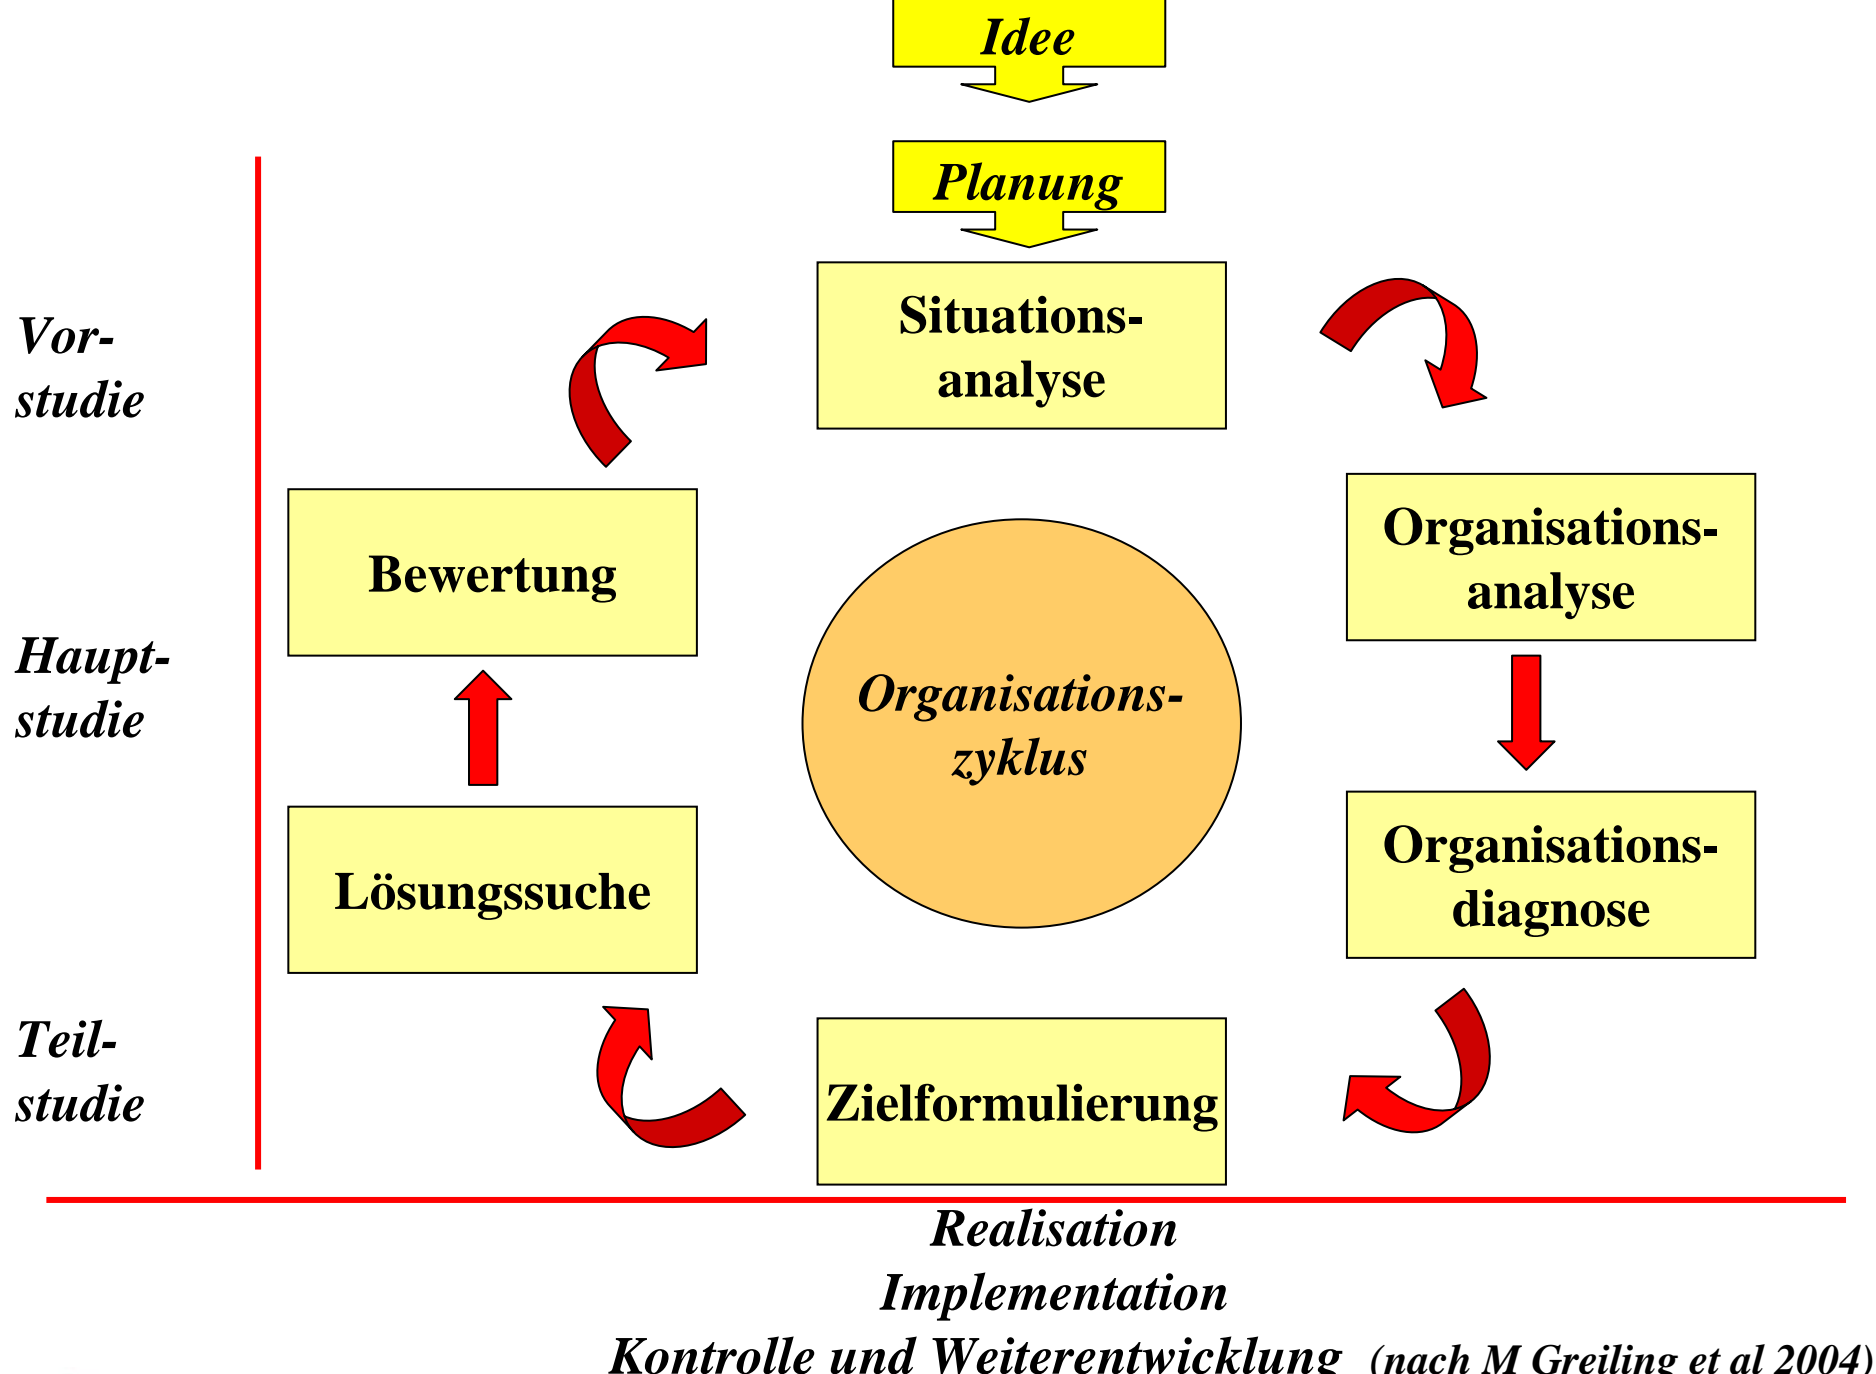 Idee
Planung
Situations-
analyse
Vor-
studie
Organisations-
analyse
Bewertung
Haupt-
studie
Organisations-
zyklus
Organisations-
diagnose
Lösungssuche
Teil-
studie
Zielformulierung
Realisation
Implementation
Kontrolle und Weiterentwicklung (nach M Greiling et al 2004)